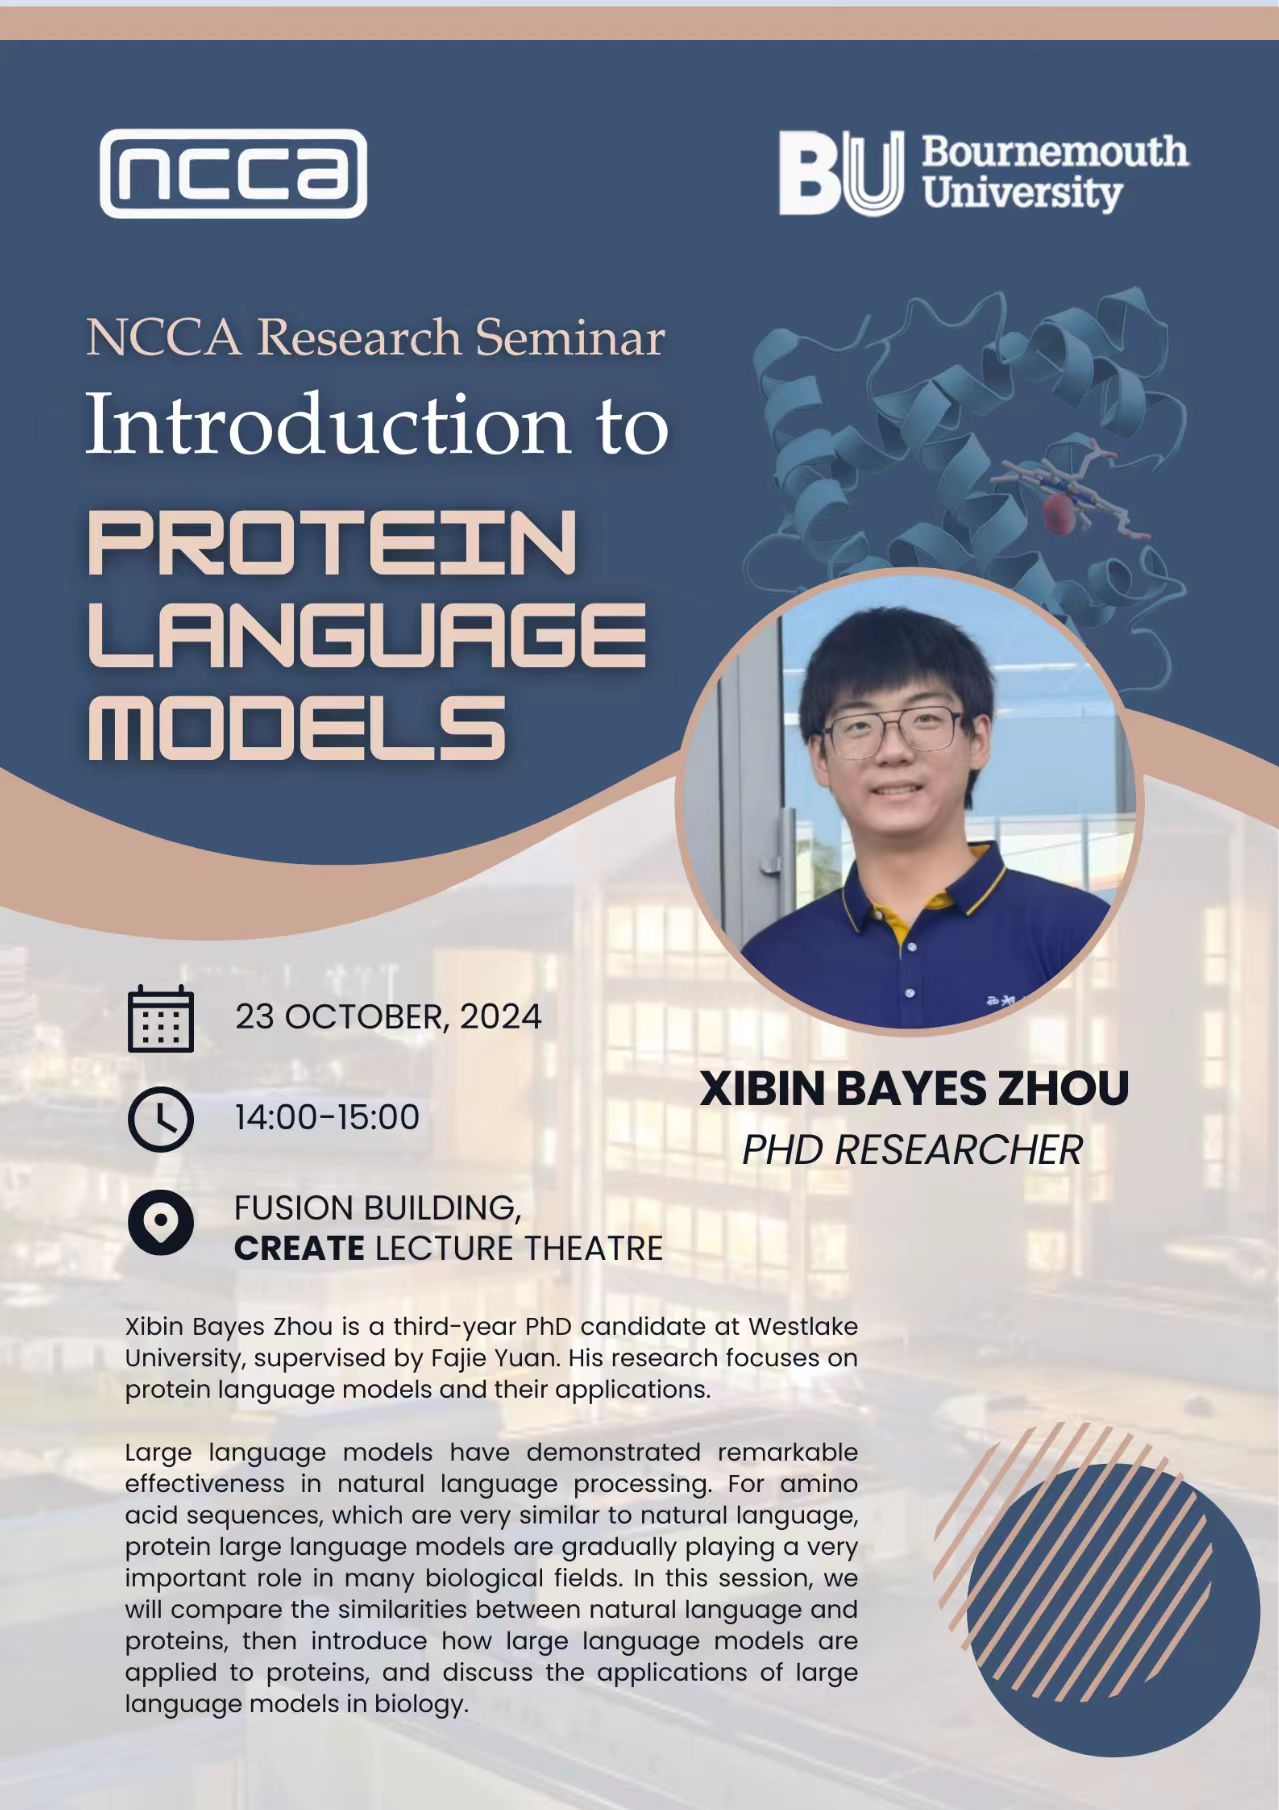 ncca
BU Bournemouth
University
NCCA Research Seminar
Introduction to
PROTEIN
LANGUAGE
MODELS
23 OCTOBER, 2024
14:00-15:00
FUSION BUILDING,
CREATE LECTURE THEATRE
XIBIN BAYES ZHOU
PHD RESEARCHER
Xibin Bayes Zhou is a third-year PhD candidate at Westlake
University, supervised by Fajie Yuan. His research focuses on
protein language models and their applications.
Large language models have demonstrated remarkable
effectiveness in natural language processing. For amino
acid sequences, which are very similar to natural language,
protein large language models are gradually playing a very
important role in many biological fields. In this session, we
will compare the similarities between natural language and
proteins, then introduce how large language models are
applied to proteins, and discuss the applications of large
language models in biology.